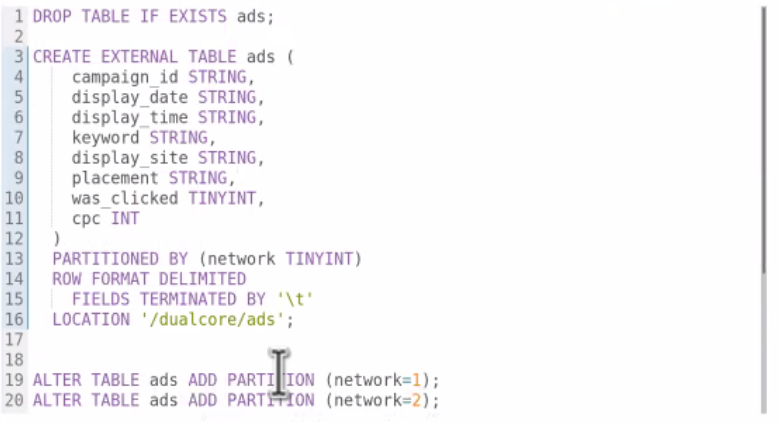 1 DROP TABLE IF EXISTS ads;
2
3 CREATE EXTERNAL TABLE ads (
4 campaign_id STRING,
5 display_date STRING,
6 display_time STRING,
7 keyword STRING,
8 display_site STRING,
9 placement STRING,
10 was_clicked TINYINT,
11 cpc INT
12 )
13 PARTITIONED BY (network TINYINT)
14 ROW FORMAT DELIMITED
15 FIELDS TERMINATED BY '\t'
16 LOCATION '/dualcore/ads';
17
18
19 ALTER TABLE ads ADD PARTITION (network=1);
20 ALTER TABLE ads ADD PARTITION (network=2);